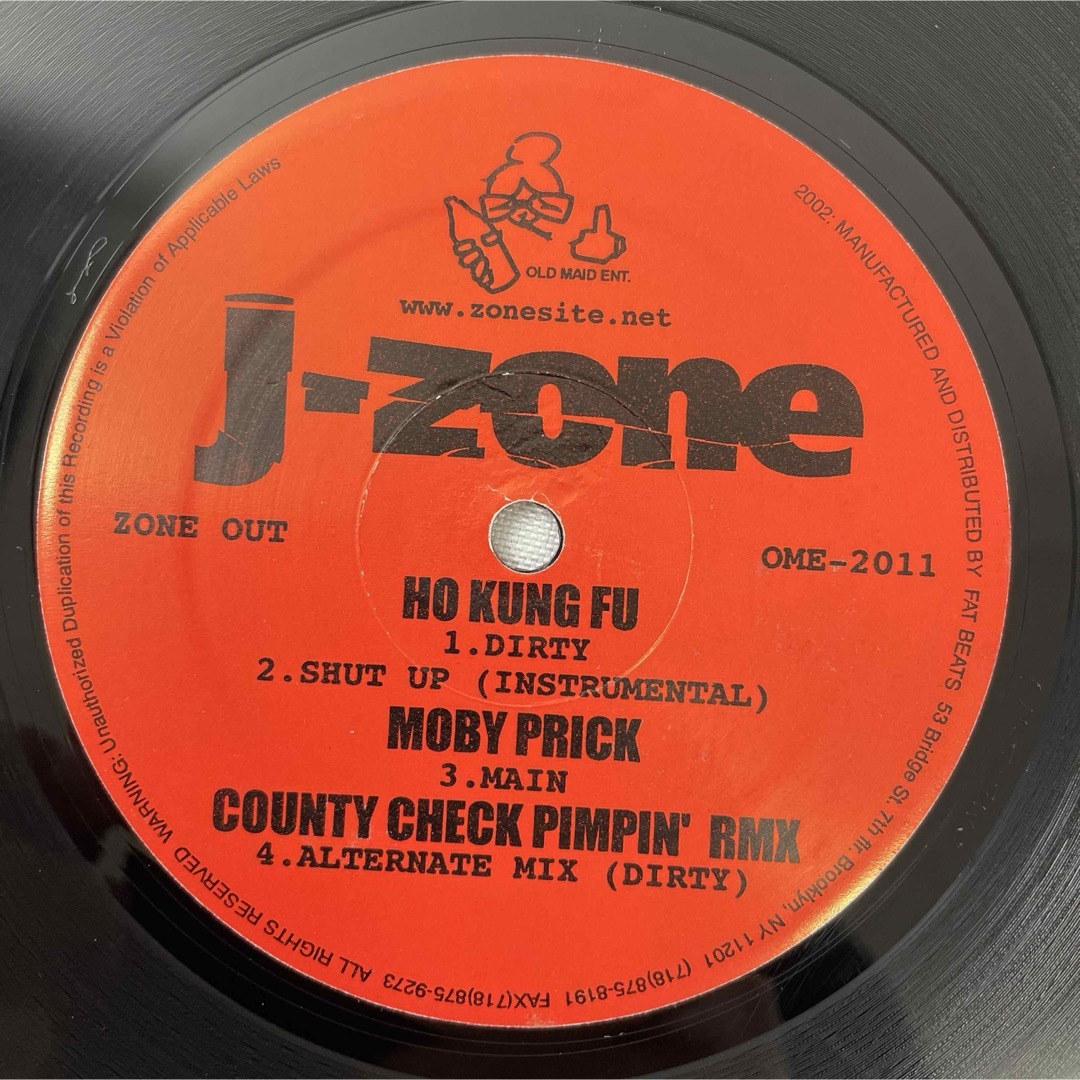 OLD MAID ENT.
www.zonesite.net
J-zone
ZONE OUT
OME-2011
HO KUNG FU
1.DIRTY
2.SHUT UP (INSTRUMENTAL)
MOBY PRICK
3.MAIN
COUNTY CHECK PIMPIN' RMX
4.ALTERNATE MIX (DIRTY)
2002: MANUFACTURED AND DISTRIBUTED BY FAT BEATS 53 Bridge St. 7th flr. Brooklyn, NY 11201 (718)875-8191 FAX(718)875-9273 ALL RIGHTS RESERVED WARNING: Unauthorized Duplication of this Recording is a Violation of Applicable Laws